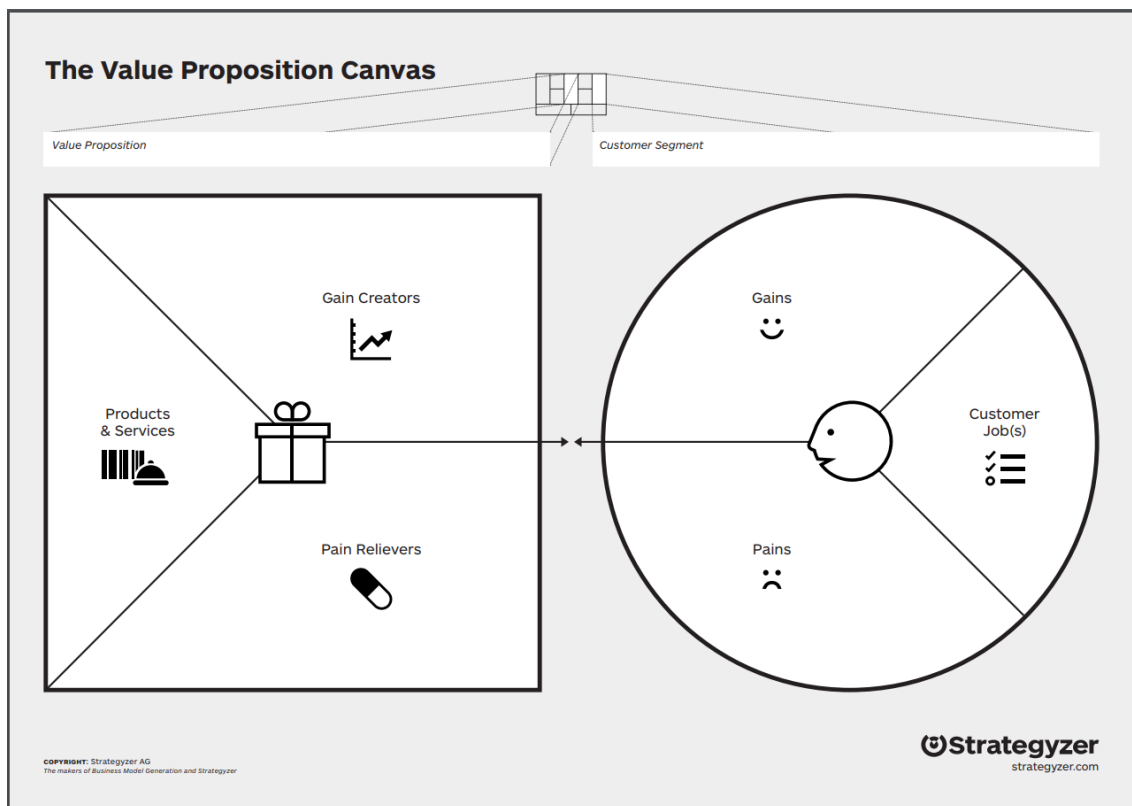 The Value Proposition Canvas
Value Proposition
Customer Segment
Gain Creators
Gains
Products
& Services
Customer
Job(s)
Pain Relievers
Pains
COPYRIGHT: Strategyzer AG
The makers of Business Model Generation and Strategyzer
Strategyzer
strategyzer.com